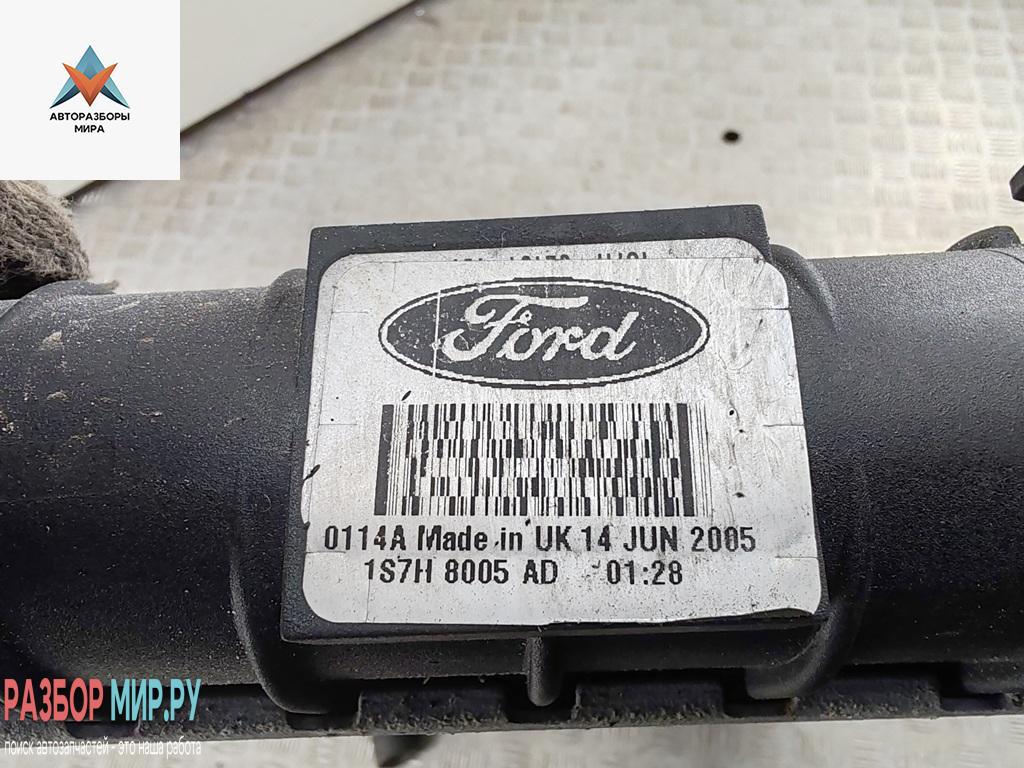 АВТОРАЗБОРЫ
МИРА
Ford
0114A Made in UK 14 JUN 2005
1S7H 8005 AD 01:28
РАЗБОР МИР.РУ
поиск автозапчастей - это наша работа